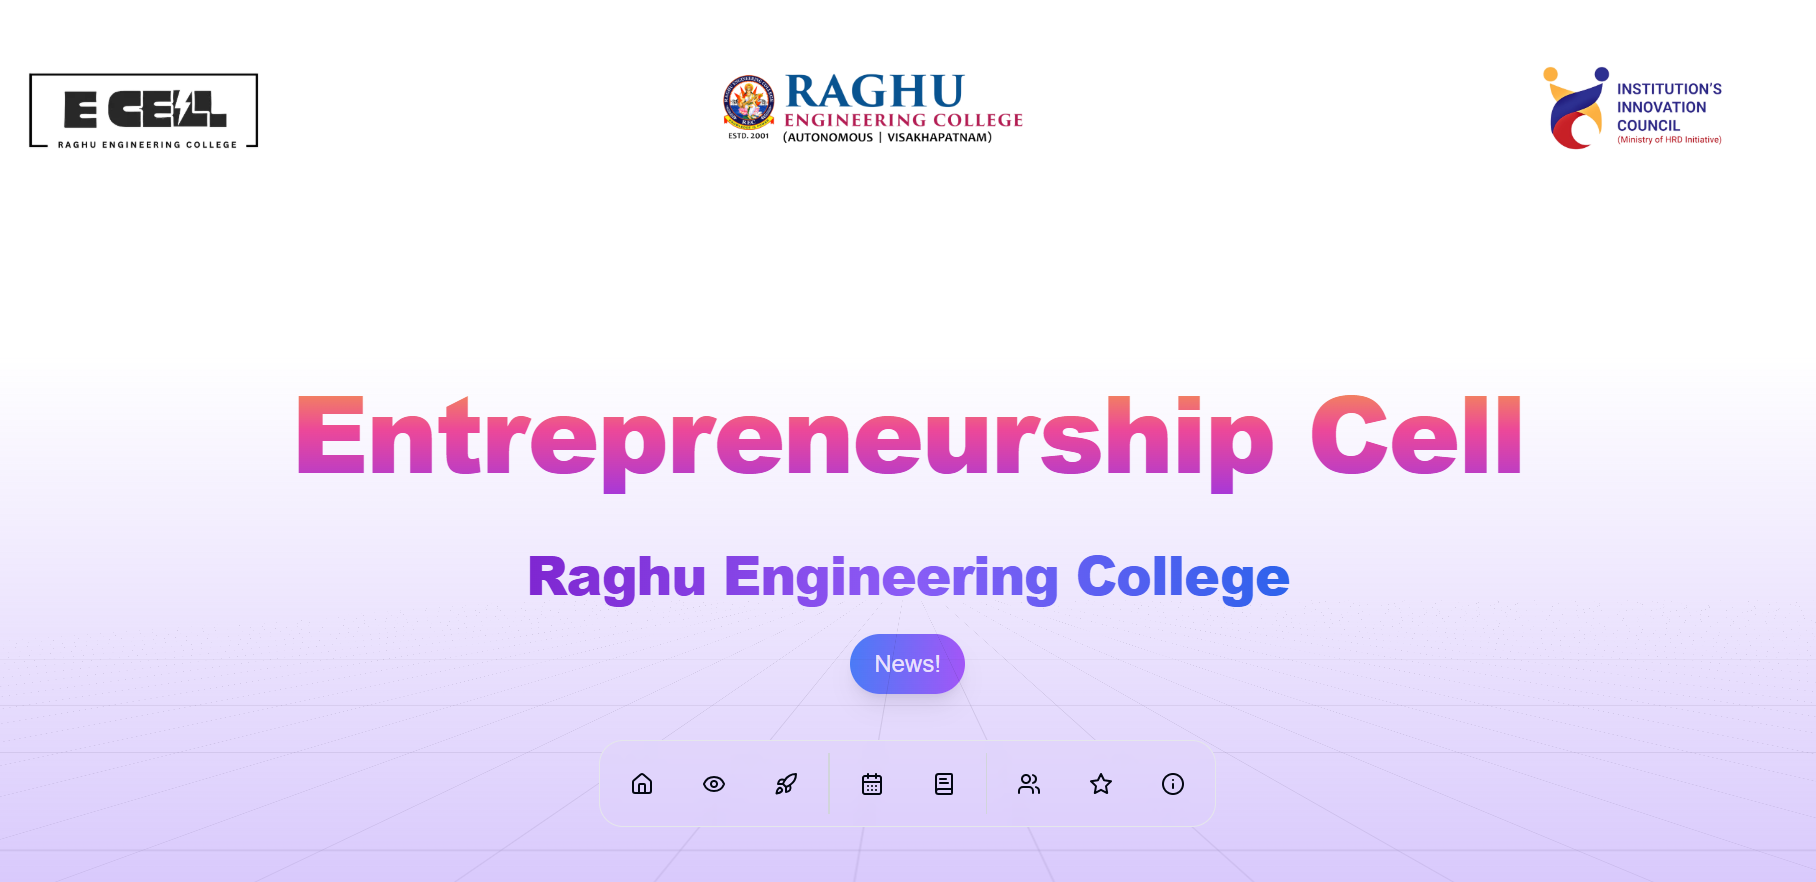 E CELL
RAGHU ENGINEERING COLLEGE
RAGHU
ENGINEERING COLLEGE
ESTD. 2001
(AUTONOMOUS | VISAKHAPATNAM)
INSTITUTION'S
INNOVATION
COUNCIL
(Ministry of HRD Initiative)
Entrepreneurship Cell
Raghu Engineering College
News!